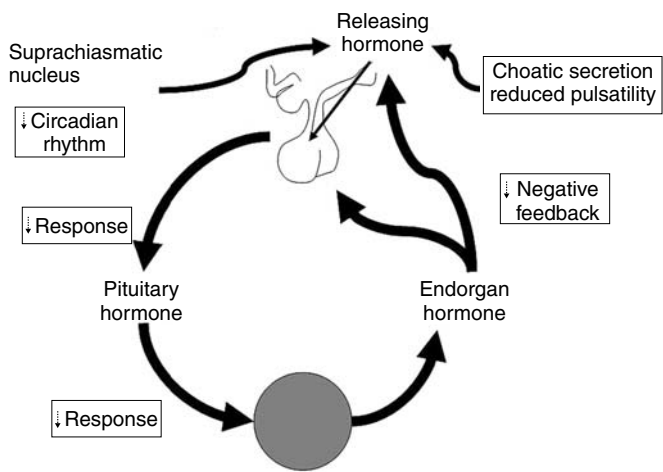 Releasing
hormone
Suprachiasmatic
nucleus
Choatic secretion
reduced pulsatility
↓ Circadian
rhythm
↓ Negative
feedback
↓ Response
Pituitary
hormone
Endorgan
hormone
↓ Response